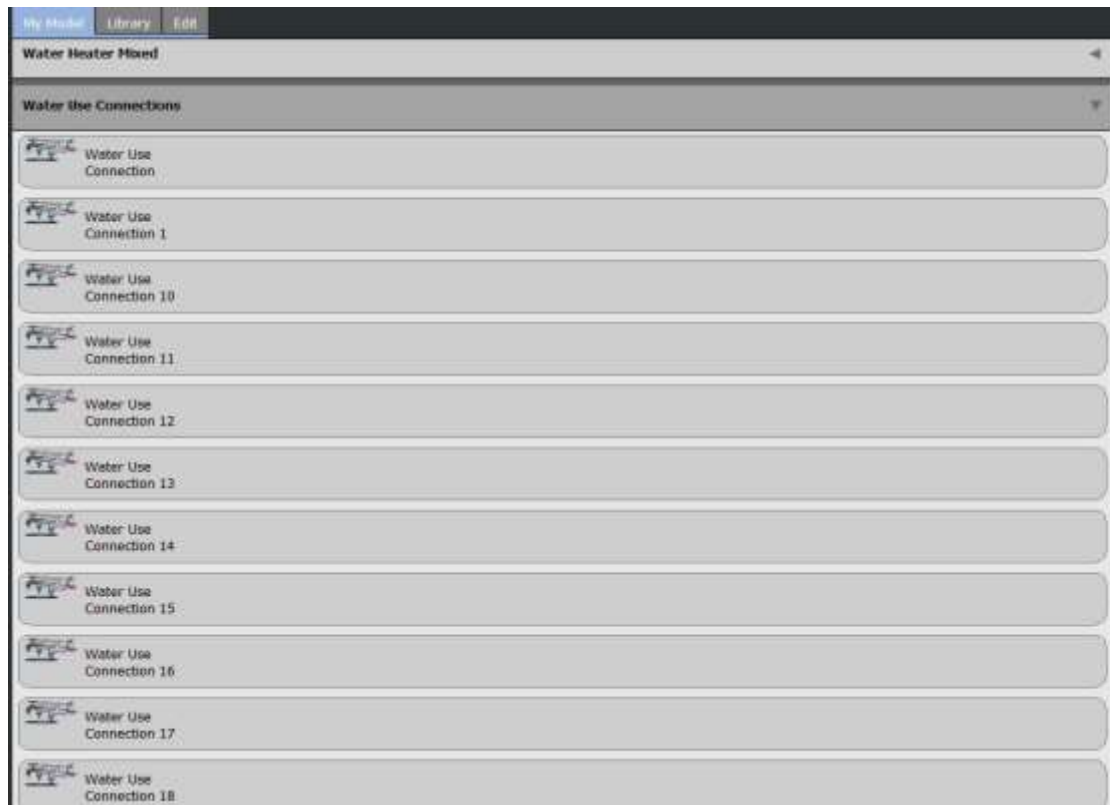 My Model Library Edit
Water Heater Mixed
Water Use Connections
Water Use
Connection
Water Use
Connection 1
Water Use
Connection 10
Water Use
Connection 11
Water Use
Connection 12
Water Use
Connection 13
Water Use
Connection 14
Water Use
Connection 15
Water Use
Connection 16
Water Use
Connection 17
Water Use
Connection 18